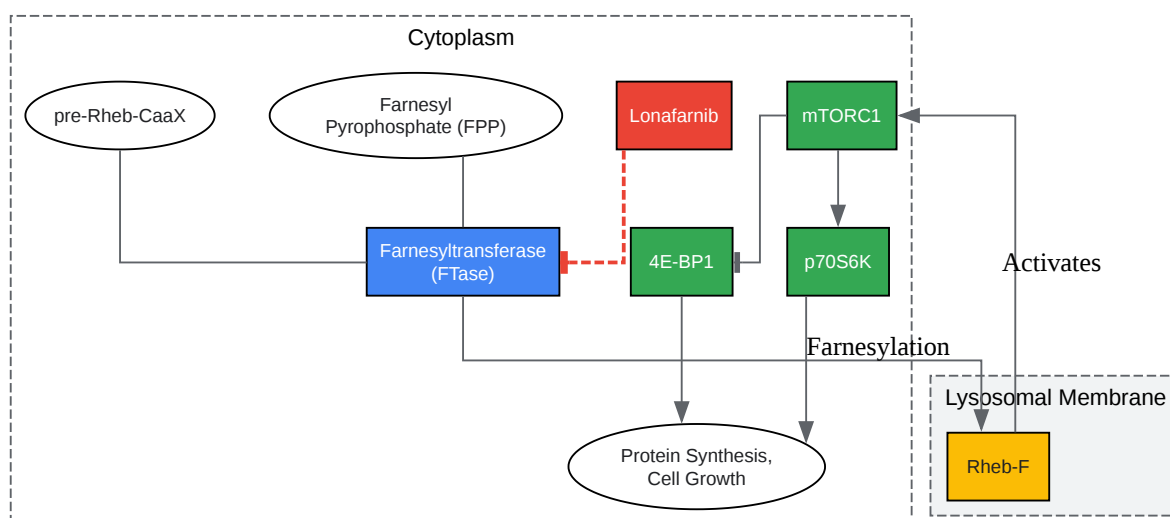 Cytoplasm
pre-Rheb-CaaX
Farnesyl
Pyrophosphate (FPP)
Lonafarnib
mTORC1
Farnesyltransferase
(FTase)
4E-BP1
p70S6K
Activates
Farnesylation
Lysosomal Membrane
Protein Synthesis,
Cell Growth
Rheb-F